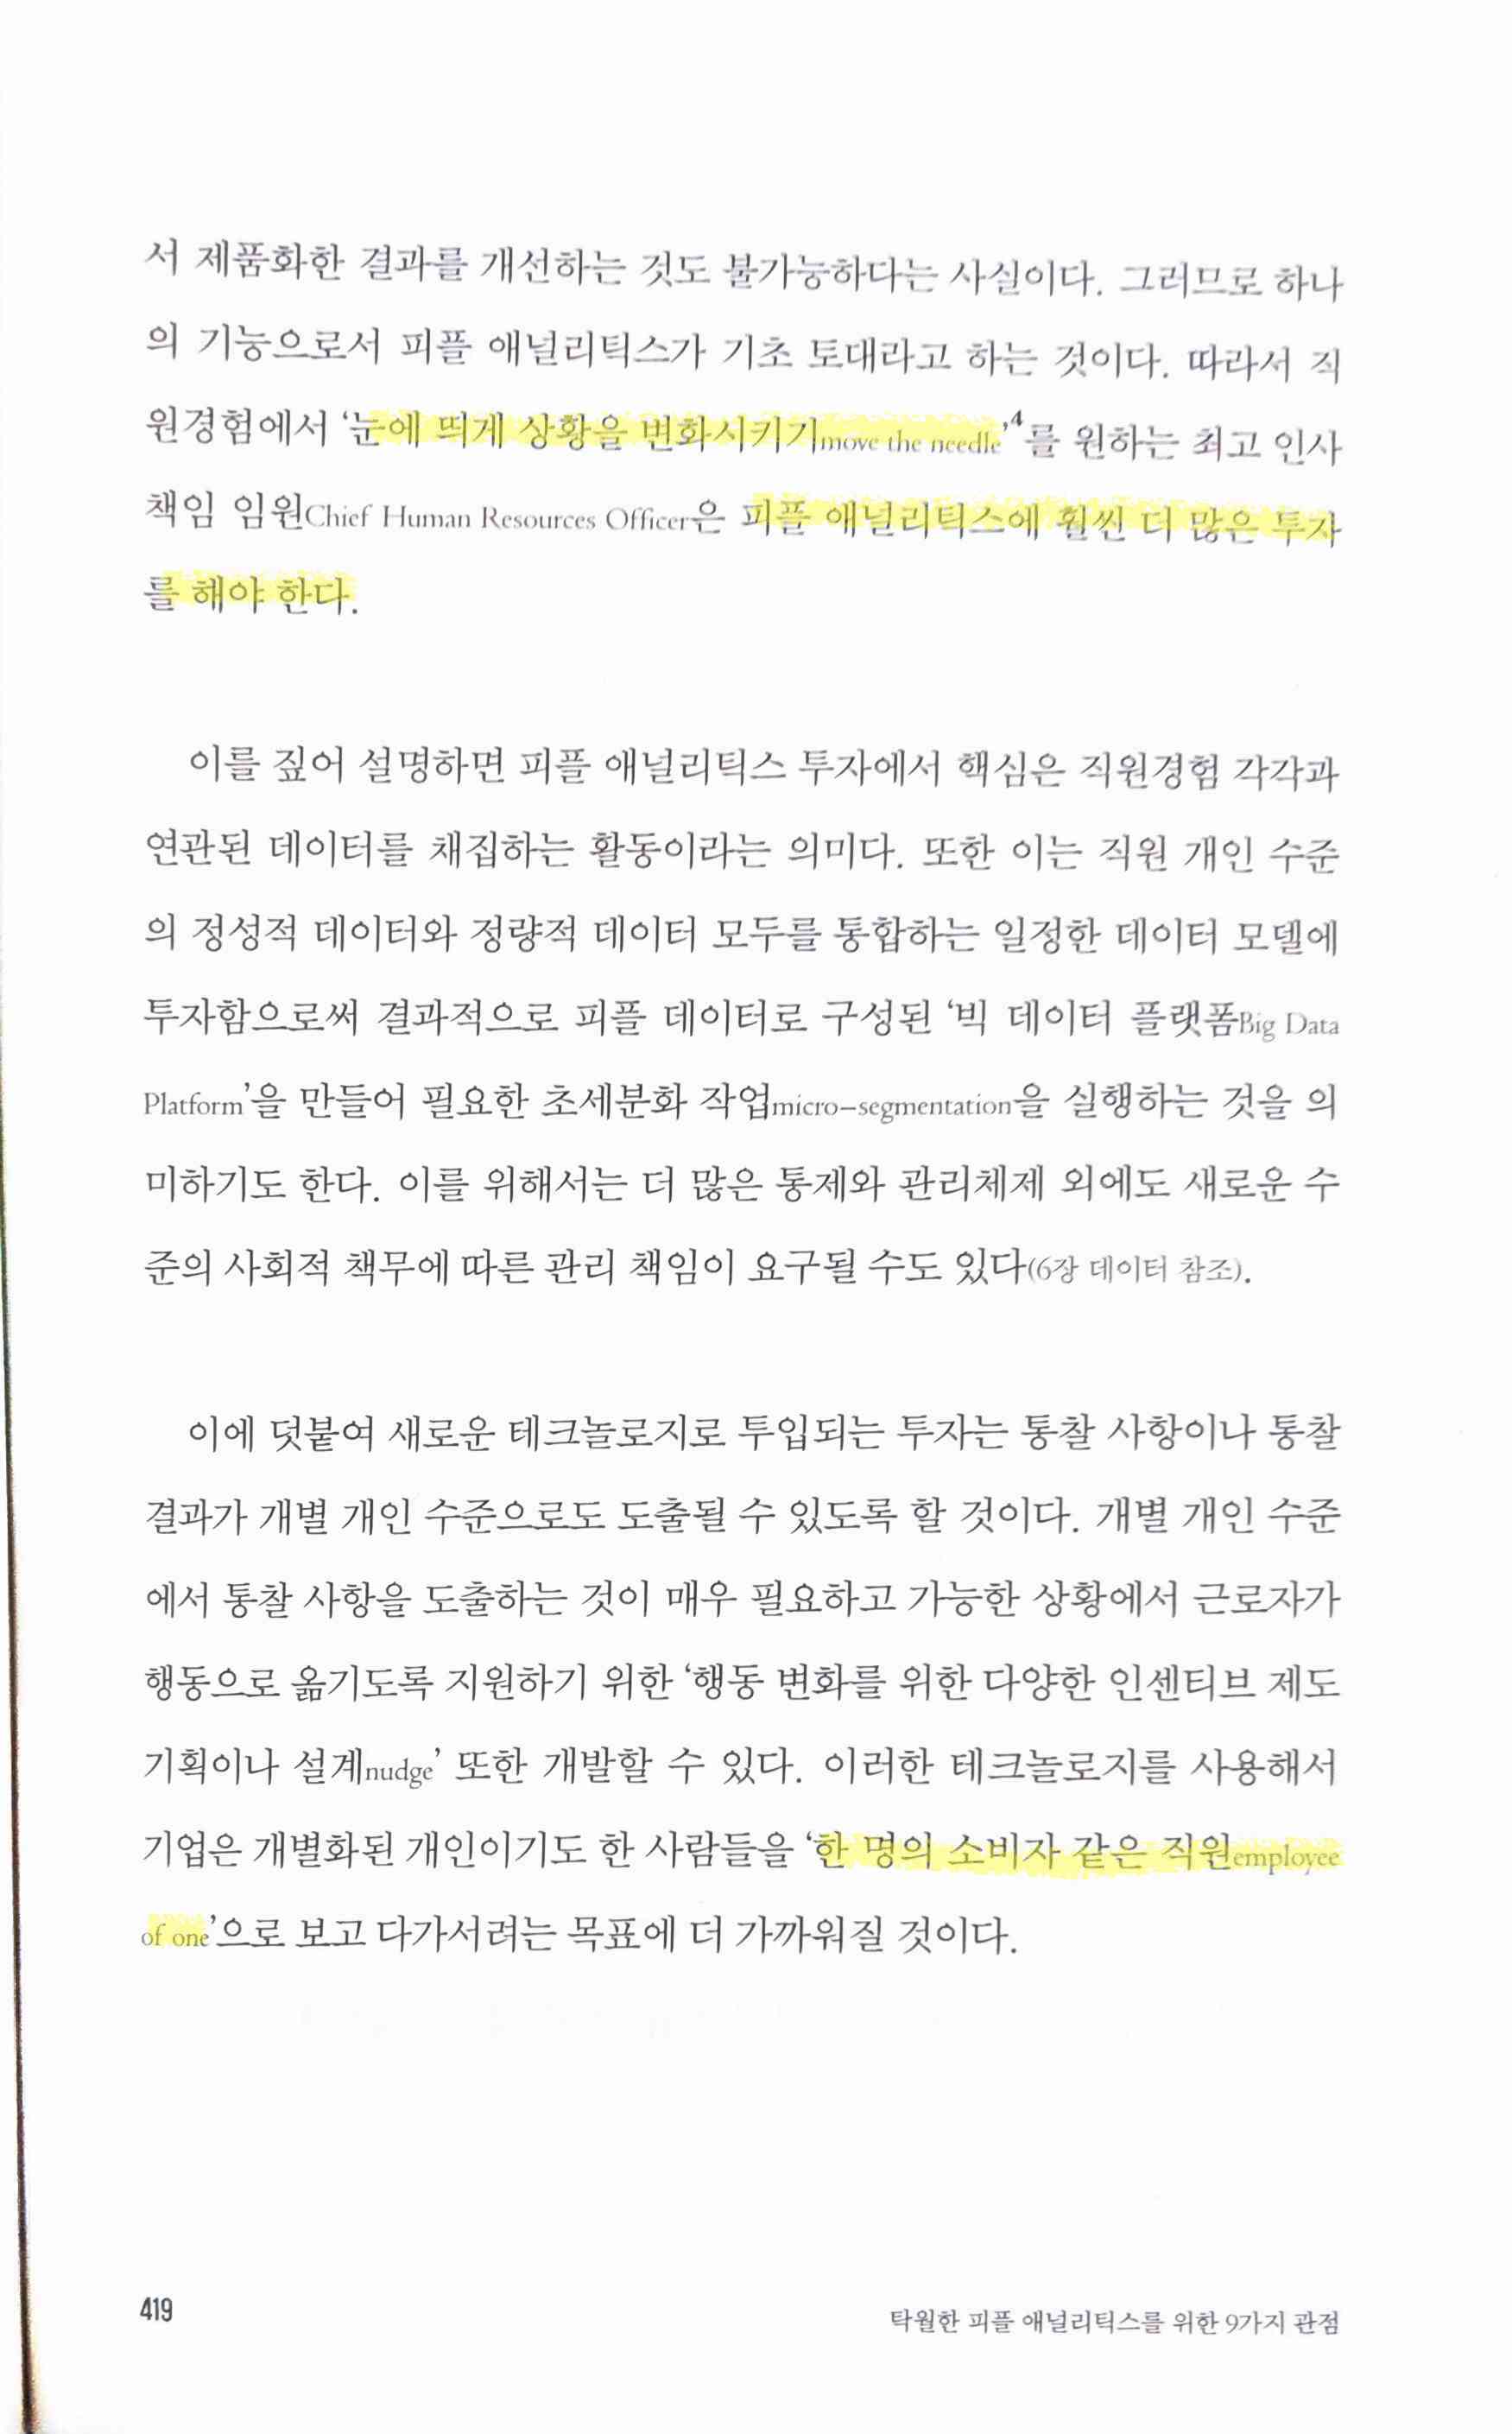 서 제품화한 결과를 개선하는 것도 불가능하다는 사실이다. 그러므로 하나
의 기능으로서 피플 애널리틱스가 기초 토대라고 하는 것이다. 따라서 직
원경험에서 ‘눈에 띄게 상황을 변화시키기move the needle’4를 원하는 최고 인사
책임 임원Chief Human Resources Officer은 피플 애널리틱스에 훨씬 더 많은 투자
를 해야 한다.
이를 짚어 설명하면 피플 애널리틱스 투자에서 핵심은 직원경험 각각과
연관된 데이터를 채집하는 활동이라는 의미다. 또한 이는 직원 개인 수준
의 정성적 데이터와 정량적 데이터 모두를 통합하는 일정한 데이터 모델에
투자함으로써 결과적으로 피플 데이터로 구성된 ‘빅 데이터 플랫폼Big Data
Platform’을 만들어 필요한 초세분화 작업micro-segmentation을 실행하는 것을 의
미하기도 한다. 이를 위해서는 더 많은 통제와 관리체제 외에도 새로운 수
준의 사회적 책무에 따른 관리 책임이 요구될 수도 있다(6장 데이터 참조).
이에 덧붙여 새로운 테크놀로지로 투입되는 투자는 통찰 사항이나 통찰
결과가 개별 개인 수준으로도 도출될 수 있도록 할 것이다. 개별 개인 수준
에서 통찰 사항을 도출하는 것이 매우 필요하고 가능한 상황에서 근로자가
행동으로 옮기도록 지원하기 위한 ‘행동 변화를 위한 다양한 인센티브 제도
기획이나 설계nudge’ 또한 개발할 수 있다. 이러한 테크놀로지를 사용해서
기업은 개별화된 개인이기도 한 사람들을 ‘한 명의 소비자 같은 직원employee
of one’으로 보고 다가서려는 목표에 더 가까워질 것이다.
419
탁월한 피플 애널리틱스를 위한 9가지 관점